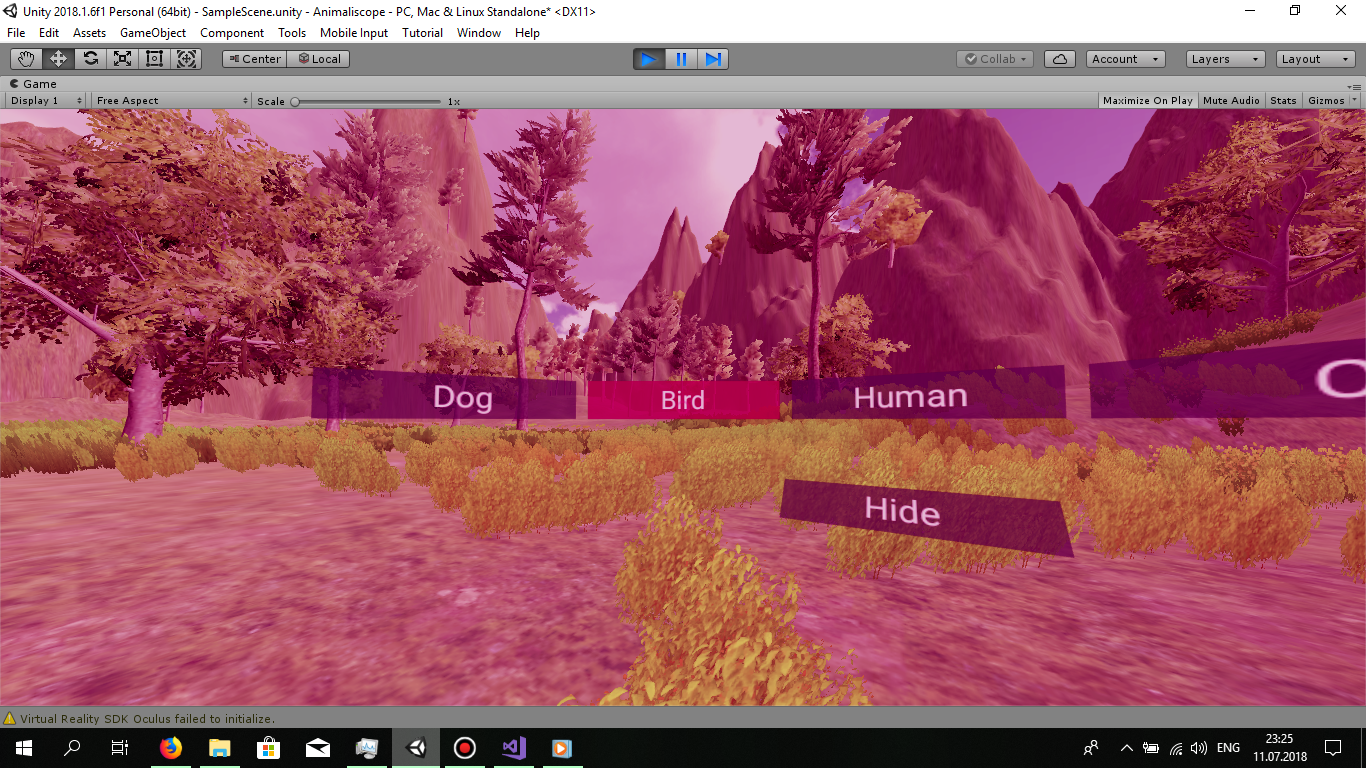 Unity 2018.1.6f1 Personal (64bit) - SampleScene.unity - Animaliscope - PC, Mac & Linux Standalone* <DX11>
File Edit Assets GameObject Component Tools Mobile Input Tutorial Window Help
Center Local Collab Account Layers Layout
Game
Display 1 Free Aspect Scale 1x Maximize On Play Mute Audio Stats Gizmos
Dog Bird Human
Hide
Virtual Reality SDK Oculus failed to initialize.
ENG 23:25
11.07.2018